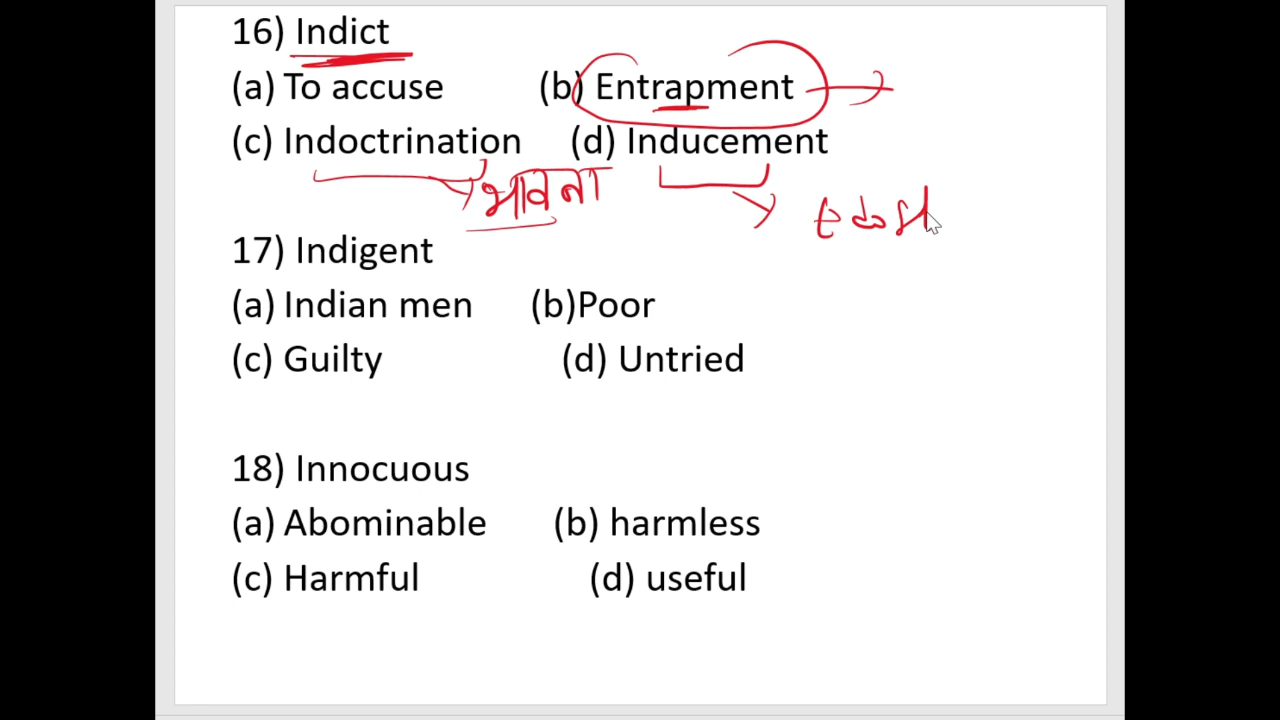 16) Indict
(a) To accuse (b) Entrapment
(c) Indoctrination (d) Inducement
भावना
17) Indigent
(a) Indian men (b)Poor
(c) Guilty (d) Untried
18) Innocuous
(a) Abominable (b) harmless
(c) Harmful (d) useful